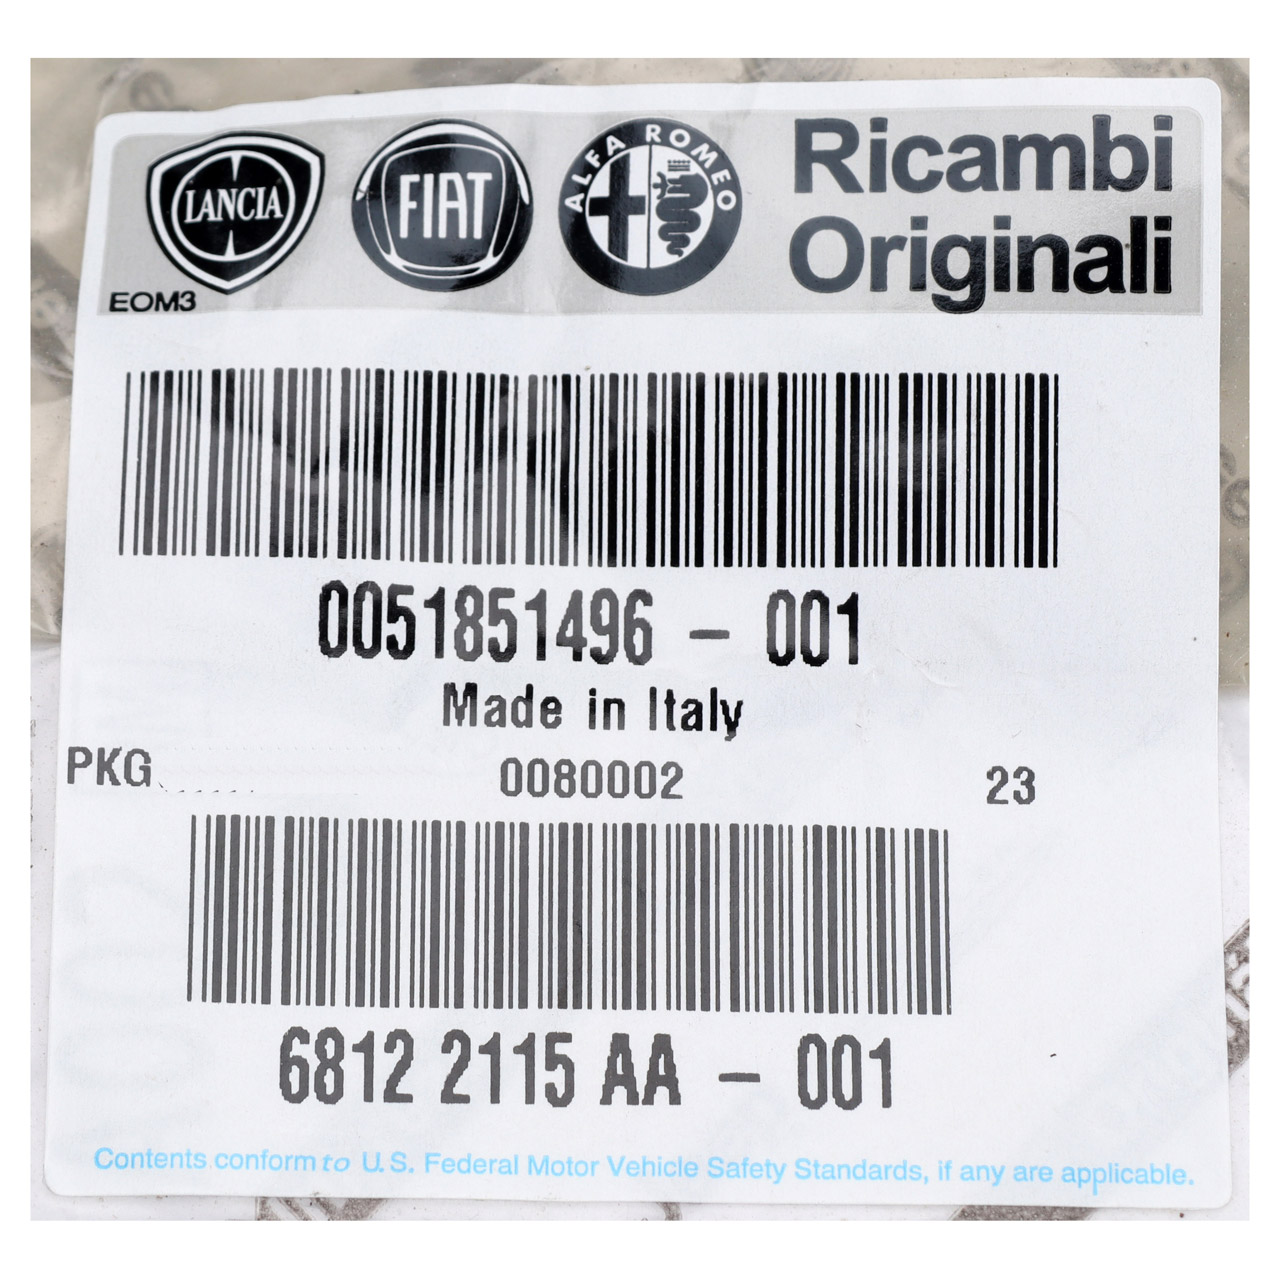 LANCIA
FIAT
ALFA ROMEO
Ricambi
Originali
EOM3
0051851496 - 001
Made in Italy
PKG 0080002 23
6812 2115 AA - 001
Contents conform to U.S. Federal Motor Vehicle Safety Standards, if any are applicable.